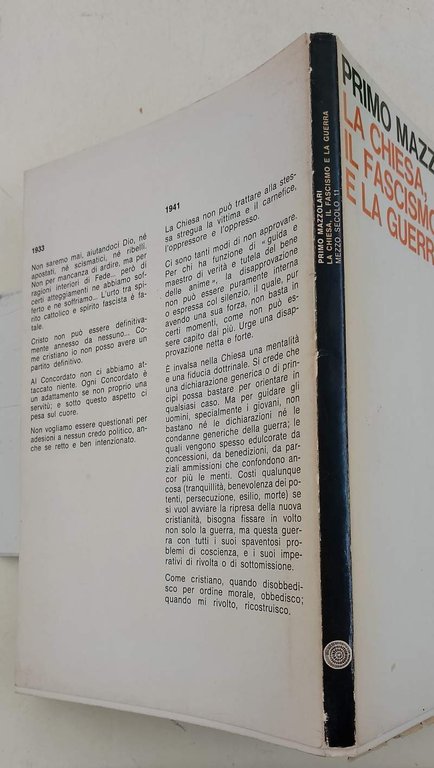 1933
Non saremo mai, aiutandoci Dio, né
apostati, né scismatici, né ribelli.
Non per mancanza di ardire, ma per
ragioni interiori di Fede... però di
certi atteggiamenti ne abbiamo sof-
ferto e ne soffriamo... L'urto tra spi-
rito cattolico e spirito fascista è fa-
tale.
Cristo non può essere definitiva-
mente annesso da nessuno... Co-
me cristiano io non posso avere un
partito definitivo.
Al Concordato non ci abbiamo at-
taccato niente. Ogni Concordato è
un adattamento se non proprio una
servitù; e sotto questo aspetto ci
pesa sul cuore.
Non vogliamo essere questionati per
adesioni a nessun credo politico, an-
che se retto e ben intenzionato.
1941
La Chiesa non può trattare alla stes-
sa stregua la vittima e il carnefice,
l'oppressore e l'oppresso.
Ci sono tanti modi di non approvare.
Per chi ha funzione di « guida e
maestro di verità e tutela del bene
delle anime », la disapprovazione
non può essere puramente interna
o espressa col silenzio, il quale, pur
avendo una sua forza, non basta in
certi momenti, come non può es-
sere capito dai più. Urge una disap-
provazione netta e forte.
È invalsa nella Chiesa una mentalità
e una fiducia dottrinale. Si crede che
una dichiarazione generica o di prin-
cipi possa bastare per orientare in
qualsiasi caso. Ma per guidare gli
uomini, specialmente i giovani, non
bastano né le dichiarazioni né le
condanne generiche della guerra; le
quali vengono spesso edulcorate da
concessioni, da benedizioni, da par-
ziali ammissioni che confondono an-
cor più le menti. Costi qualunque
cosa (tranquillità, benevolenza dei po-
tenti, persecuzione, esilio, morte) se
si vuol avviare la ripresa della nuova
cristianità, bisogna fissare in volto
non solo la guerra, ma questa guer-
ra con tutti i suoi spaventosi pro-
blemi di coscienza, e i suoi impe-
rativi di rivolta o di sottomissione.
Come cristiano, quando disobbedi-
sco per ordine morale, obbedisco;
quando mi rivolto, ricostruisco.
PRIMO MAZZOLARI
LA CHIESA, IL FASCISMO E LA GUERRA
MEZZO SECOLO 11
PRIMO MAZZ
LA CHIESA,
IL FASCISMO
E LA GUERR